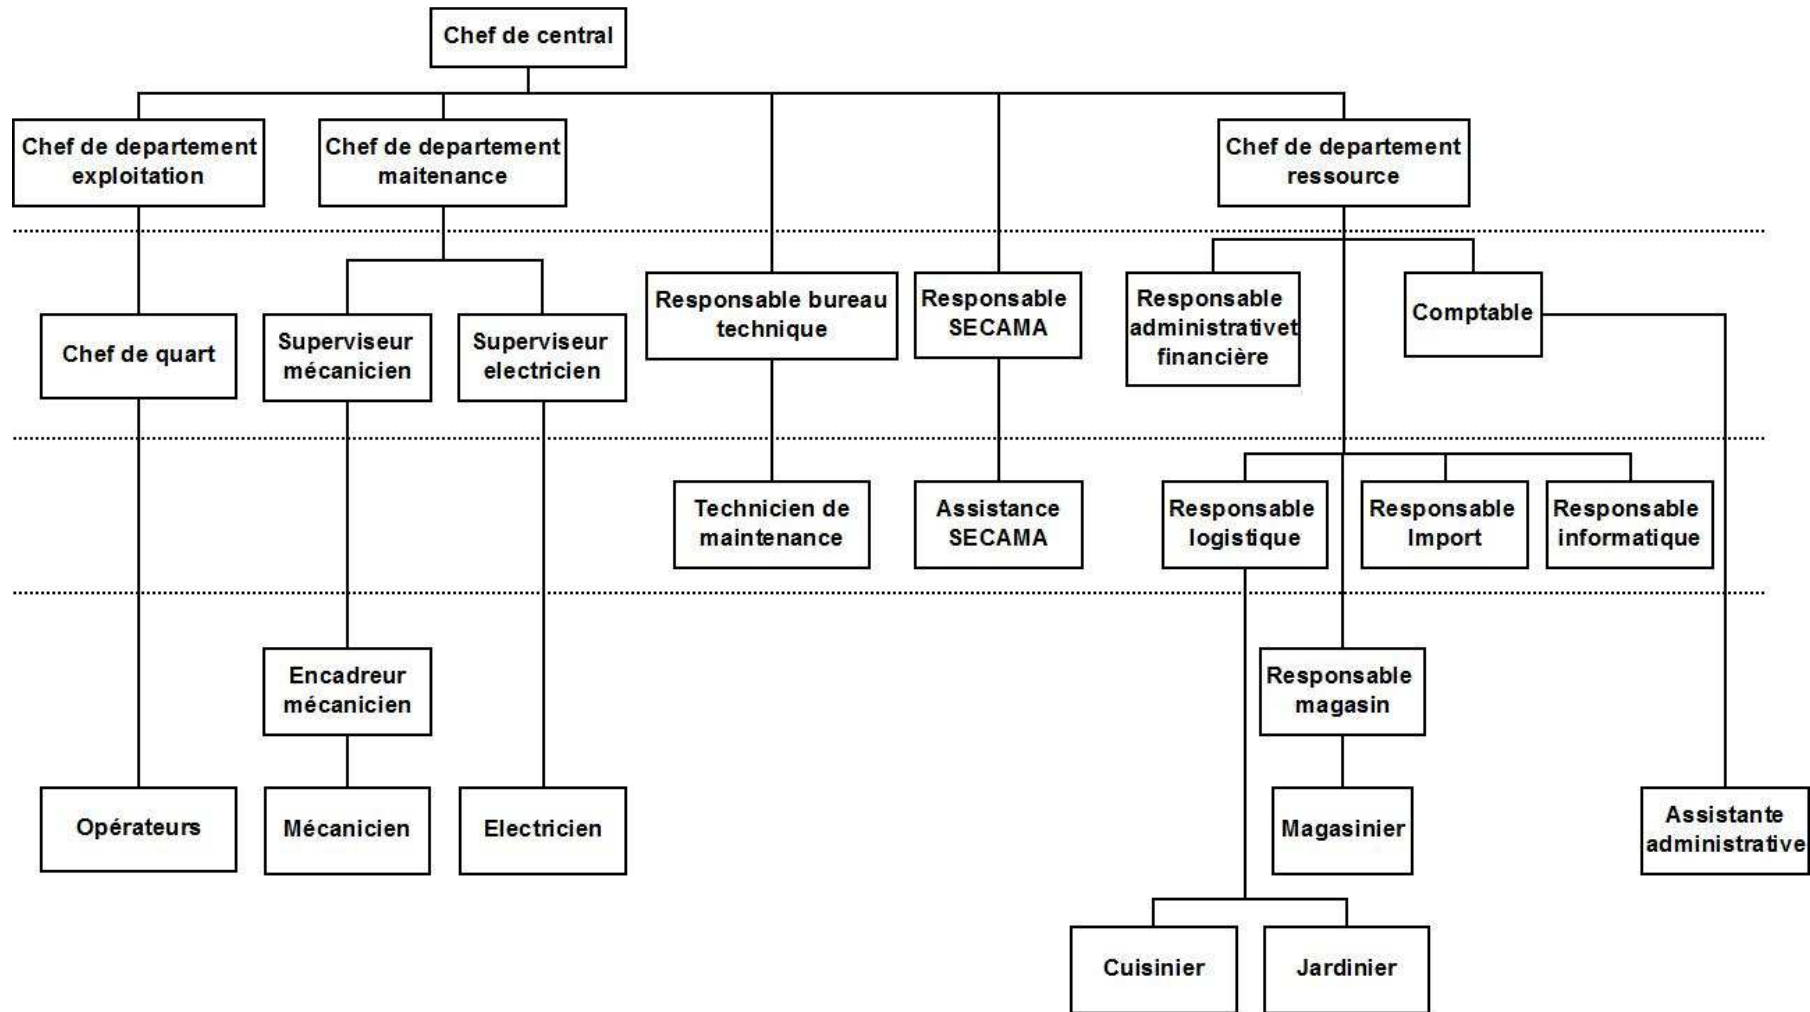 Chef de central
Chef de departement
exploitation
Chef de departement
maitenance
Chef de departement
ressource
Chef de quart
Superviseur
mécanicien
Superviseur
electricien
Responsable bureau
technique
Responsable
SECAMA
Responsable
administrativet
financière
Comptable
Technicien de
maintenance
Assistance
SECAMA
Responsable
logistique
Responsable
Import
Responsable
informatique
Encadreur
mécanicien
Responsable
magasin
Opérateurs
Mécanicien
Electricien
Magasinier
Assistante
administrative
Cuisinier
Jardinier